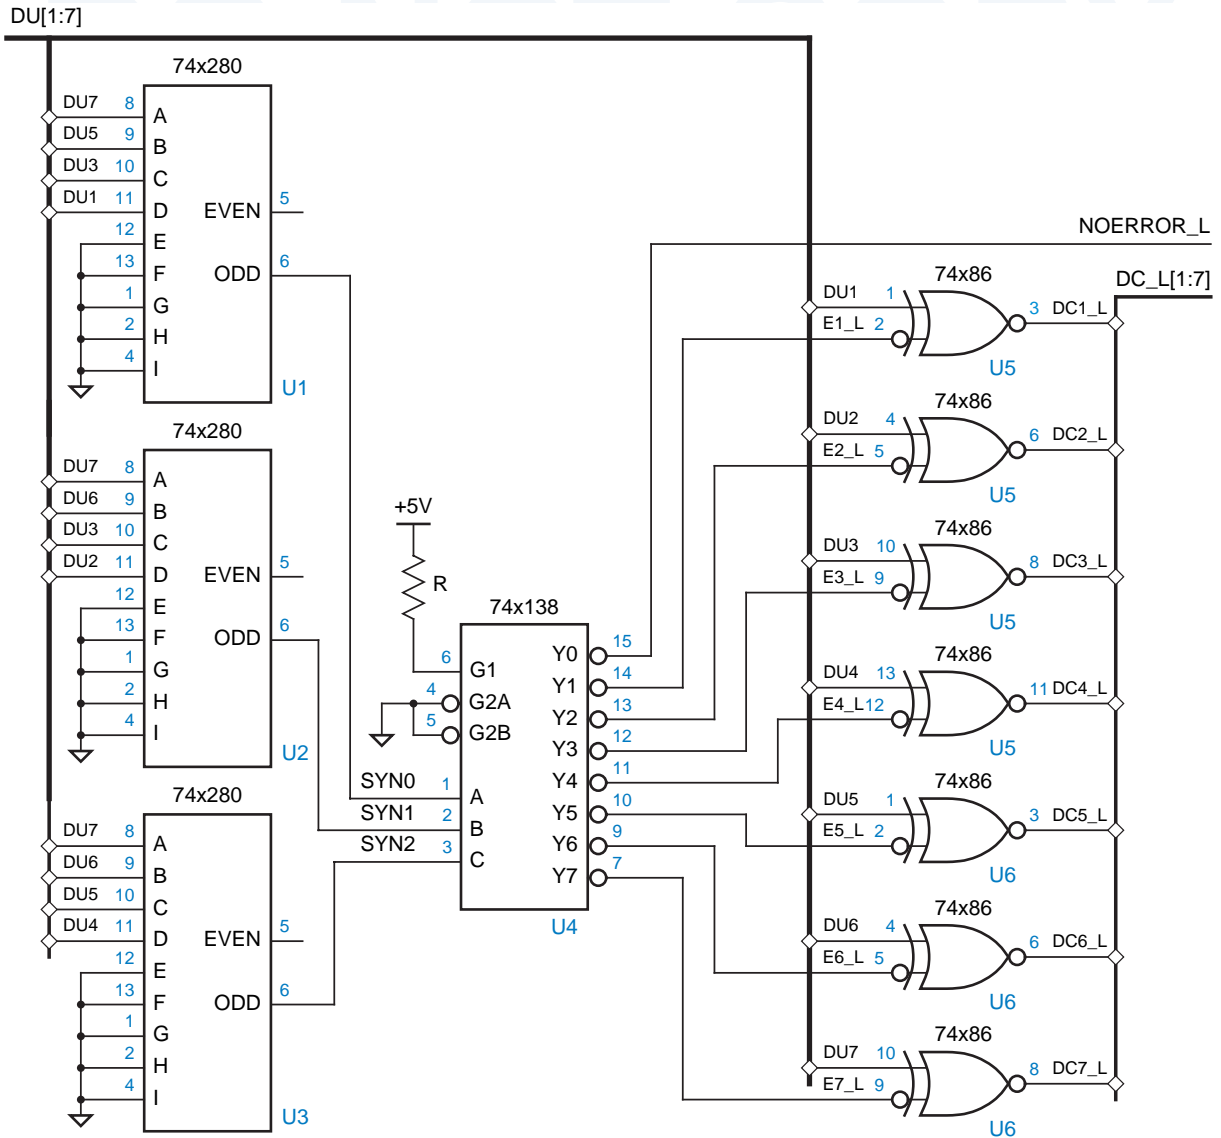 DU[1:7]
74x280
DU7 8 A
DU5 9 B
DU3 10 C
DU1 11 D EVEN 5
12 E
13 F ODD 6
1 G
2 H
4 I
U1
74x280
DU7 8 A
DU6 9 B
DU3 10 C
DU2 11 D EVEN 5
12 E
13 F ODD 6
1 G
2 H
4 I
U2
74x280
DU7 8 A
DU6 9 B
DU5 10 C
DU4 11 D EVEN 5
12 E
13 F ODD 6
1 G
2 H
4 I
U3
+5V
R
74x138
6 G1
4 G2A
5 G2B
SYN0 1 A
SYN1 2 B
SYN2 3 C
Y0 15
Y1 14
Y2 13
Y3 12
Y4 11
Y5 10
Y6 9
Y7 7
U4
NOERROR_L
DC_L[1:7]
74x86
DU1 1
E1_L 2
3 DC1_L
U5
74x86
DU2 4
E2_L 5
6 DC2_L
U5
74x86
DU3 10
E3_L 9
8 DC3_L
U5
74x86
DU4 13
E4_L 12
11 DC4_L
U5
74x86
DU5 1
E5_L 2
3 DC5_L
U6
74x86
DU6 4
E6_L 5
6 DC6_L
U6
74x86
DU7 10
E7_L 9
8 DC7_L
U6